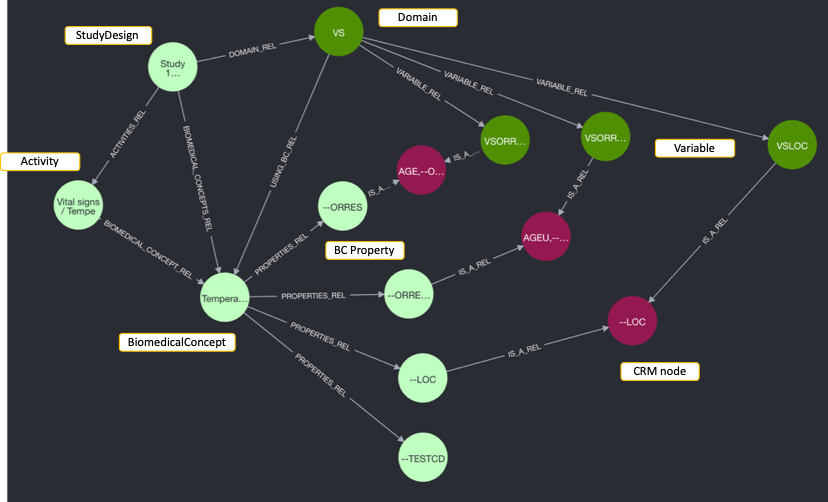 Domain
StudyDesign
VS
DOMAIN_REL
Study
1...
VARIABLE_REL
VARIABLE_REL
VARIABLE_REL
ACTIVITIES_REL
BIOMEDICAL_CONCEPTS_REL
USING_BC_REL
VSORR...
VSORR...
VSLOC
Variable
Activity
IS_A_...
AGE,--O...
IS_A_REL
IS_A...
Vital signs
/ Tempe
--ORRES
AGEU,--...
IS_A_REL
BIOMEDICAL_CONCEPT_REL
PROPERTIES_REL
BC Property
IS_A_REL
Tempera...
PROPERTIES_REL
--ORRE...
--LOC
BiomedicalConcept
PROPERTIES_REL
IS_A_REL
CRM node
PROPERTIES_REL
--LOC
--TESTCD